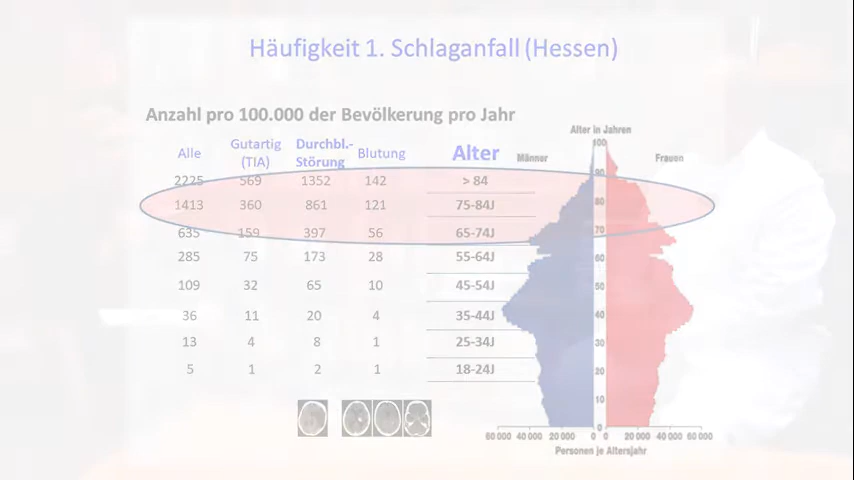 Häufigkeit 1. Schlaganfall (Hessen)
Anzahl pro 100.000 der Bevölkerung pro Jahr
Alle Gutartig (TIA) Durchbl.-Störung Blutung Alter
2225 569 1352 142 > 84
1413 360 861 121 75-84J
635 159 397 56 65-74J
285 75 173 28 55-64J
109 32 65 10 45-54J
36 11 20 4 35-44J
13 4 8 1 25-34J
5 1 2 1 18-24J
Alter in Jahren
Männer Frauen
100
90
80
70
60
50
40
30
20
10
0
60 000 40 000 20 000 0 0 20 000 40 000 60 000
Personen je Altersjahr